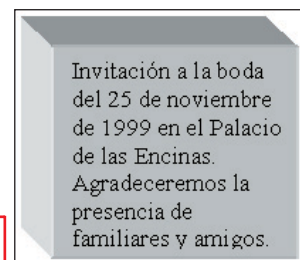 Invitación a la boda
del 25 de noviembre
de 1999 en el Palacio
de las Encinas.
Agradeceremos la
presencia de
familiares y amigos.